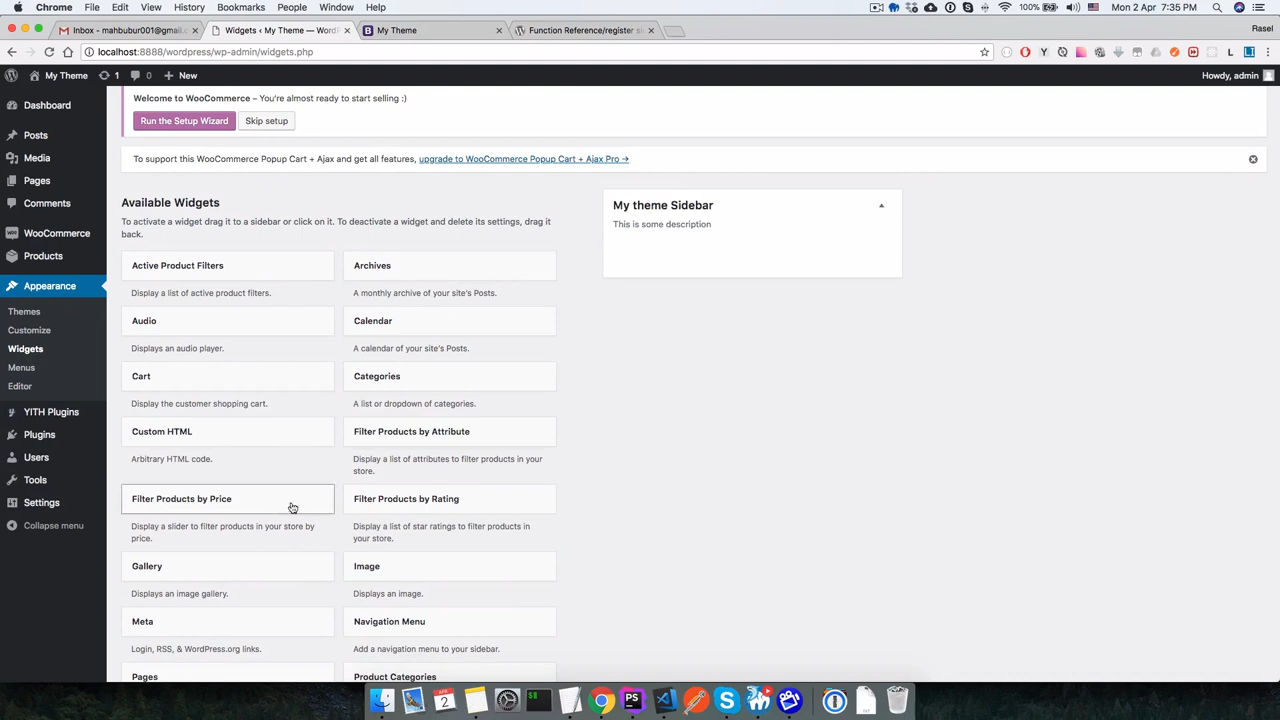 Chrome File Edit View History Bookmarks People Window Help
100% Mon 2 Apr 7:35 PM
Inbox - mahbubur001@gmail.c
Widgets ‹ My Theme — WordP
My Theme
Function Reference/register si
Rasel
localhost:8888/wordpress/wp-admin/widgets.php
My Theme 1 0 New
Howdy, admin
Dashboard
Posts
Media
Pages
Comments
WooCommerce
Products
Appearance
Themes
Customize
Widgets
Menus
Editor
YITH Plugins
Plugins
Users
Tools
Settings
Collapse menu
Welcome to WooCommerce – You're almost ready to start selling :)
Run the Setup Wizard Skip setup
To support this WooCommerce Popup Cart + Ajax and get all features, upgrade to WooCommerce Popup Cart + Ajax Pro →
Available Widgets
To activate a widget drag it to a sidebar or click on it. To deactivate a widget and delete its settings, drag it
back.
Active Product Filters
Display a list of active product filters.
Archives
A monthly archive of your site's Posts.
Audio
Displays an audio player.
Calendar
A calendar of your site's Posts.
Cart
Display the customer shopping cart.
Categories
A list or dropdown of categories.
Custom HTML
Arbitrary HTML code.
Filter Products by Attribute
Display a list of attributes to filter products in your
store.
Filter Products by Price
Display a slider to filter products in your store by
price.
Filter Products by Rating
Display a list of star ratings to filter products in
your store.
Gallery
Displays an image gallery.
Image
Displays an image.
Meta
Login, RSS, & WordPress.org links.
Navigation Menu
Add a navigation menu to your sidebar.
Pages
Product Categories
My theme Sidebar
This is some description